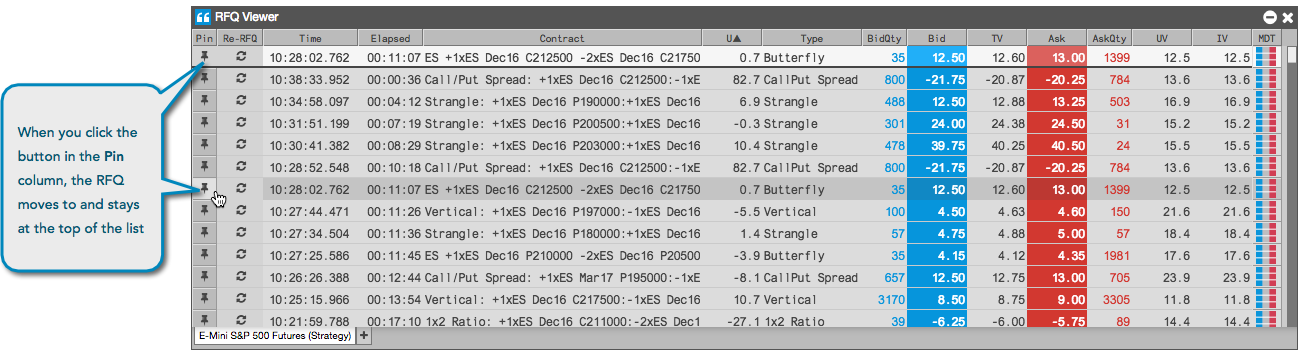 RFQ Viewer
Pin Re-RFQ Time Elapsed Contract U▲ Type BidQty Bid TV Ask AskQty UV IV MDT
10:28:02.762 00:11:07 ES +1xES Dec16 C212500 -2xES Dec16 C21750 0.7 Butterfly 35 12.50 12.60 13.00 1399 12.5 12.5
10:38:33.952 00:00:36 Call/Put Spread: +1xES Dec16 C212500:-1xE 82.7 CallPut Spread 800 -21.75 -20.87 -20.25 784 13.6 13.6
10:34:58.097 00:04:12 Strangle: +1xES Dec16 P190000:+1xES Dec16 6.9 Strangle 488 12.50 12.88 13.25 503 16.9 16.9
10:31:51.199 00:07:19 Strangle: +1xES Dec16 P200500:+1xES Dec16 -0.3 Strangle 301 24.00 24.38 24.50 31 15.2 15.2
10:30:41.382 00:08:29 Strangle: +1xES Dec16 P203000:+1xES Dec16 10.4 Strangle 478 39.75 40.25 40.50 24 15.5 15.5
10:28:52.548 00:10:18 Call/Put Spread: +1xES Dec16 C212500:-1xE 82.7 CallPut Spread 800 -21.75 -20.87 -20.25 784 13.6 13.6
10:28:02.762 00:11:07 ES +1xES Dec16 C212500 -2xES Dec16 C21750 0.7 Butterfly 35 12.50 12.60 13.00 1399 12.5 12.5
10:27:44.471 00:11:26 Vertical: +1xES Dec16 P197000:-1xES Dec16 -5.5 Vertical 100 4.50 4.63 4.60 150 21.6 21.6
10:27:34.504 00:11:36 Strangle: +1xES Dec16 P180000:+1xES Dec16 1.4 Strangle 57 4.75 4.88 5.00 57 18.4 18.4
10:27:25.586 00:11:45 ES +1xES Dec16 P210000 -2xES Dec16 P20500 -3.9 Butterfly 35 4.15 4.12 4.35 1981 17.6 17.6
10:26:26.388 00:12:44 Call/Put Spread: +1xES Mar17 P195000:-1xE -8.1 CallPut Spread 657 12.50 12.75 13.00 705 23.9 23.9
10:25:15.966 00:13:54 Vertical: +1xES Dec16 C217500:-1xES Dec16 10.7 Vertical 3170 8.50 8.75 9.00 3305 11.8 11.8
10:21:59.788 00:17:10 1x2 Ratio: +1xES Dec16 C211000:-2xES Dec1 -27.1 1x2 Ratio 39 -6.25 -6.00 -5.75 89 14.4 14.4
E-Mini S&P 500 Futures (Strategy) +
When you click the
button in the Pin
column, the RFQ
moves to and stays
at the top of the list